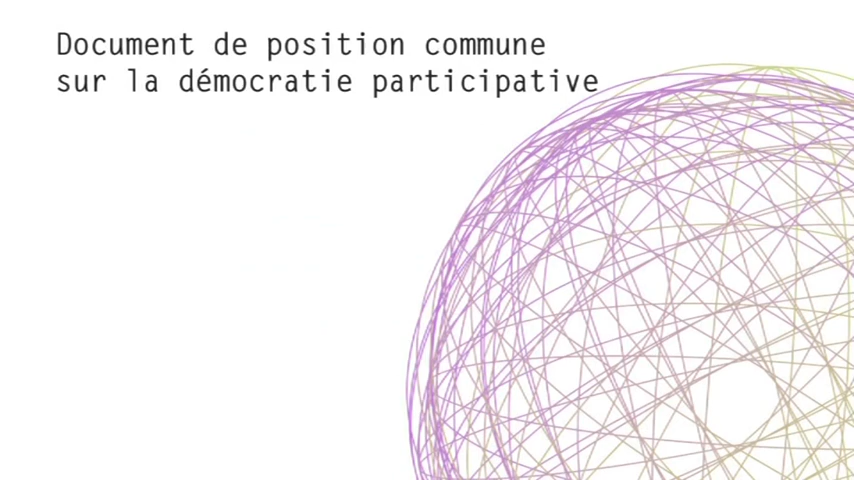 Document de position commune
sur la démocratie participative